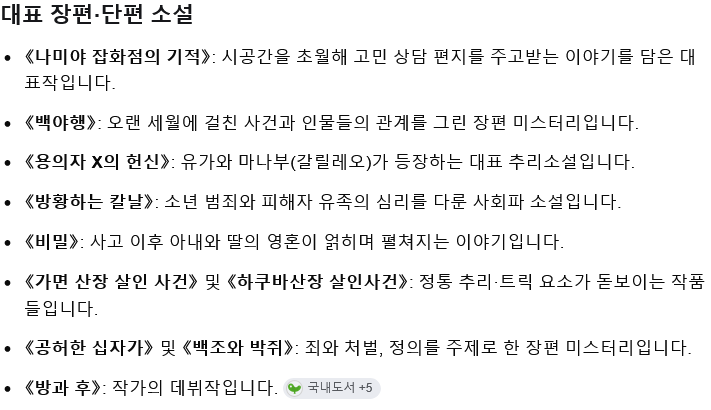 대표 장편·단편 소설
• 《나미야 잡화점의 기적》: 시공간을 초월해 고민 상담 편지를 주고받는 이야기를 담은 대
표작입니다.
• 《백야행》: 오랜 세월에 걸친 사건과 인물들의 관계를 그린 장편 미스터리입니다.
• 《용의자 X의 헌신》: 유가와 마나부(갈릴레오)가 등장하는 대표 추리소설입니다.
• 《방황하는 칼날》: 소년 범죄와 피해자 유족의 심리를 다룬 사회파 소설입니다.
• 《비밀》: 사고 이후 아내와 딸의 영혼이 얽히며 펼쳐지는 이야기입니다.
• 《가면 산장 살인 사건》 및 《하쿠바산장 살인사건》: 정통 추리·트릭 요소가 돋보이는 작품
들입니다.
• 《공허한 십자가》 및 《백조와 박쥐》: 죄와 처벌, 정의를 주제로 한 장편 미스터리입니다.
• 《방과 후》: 작가의 데뷔작입니다. 국내도서 +5